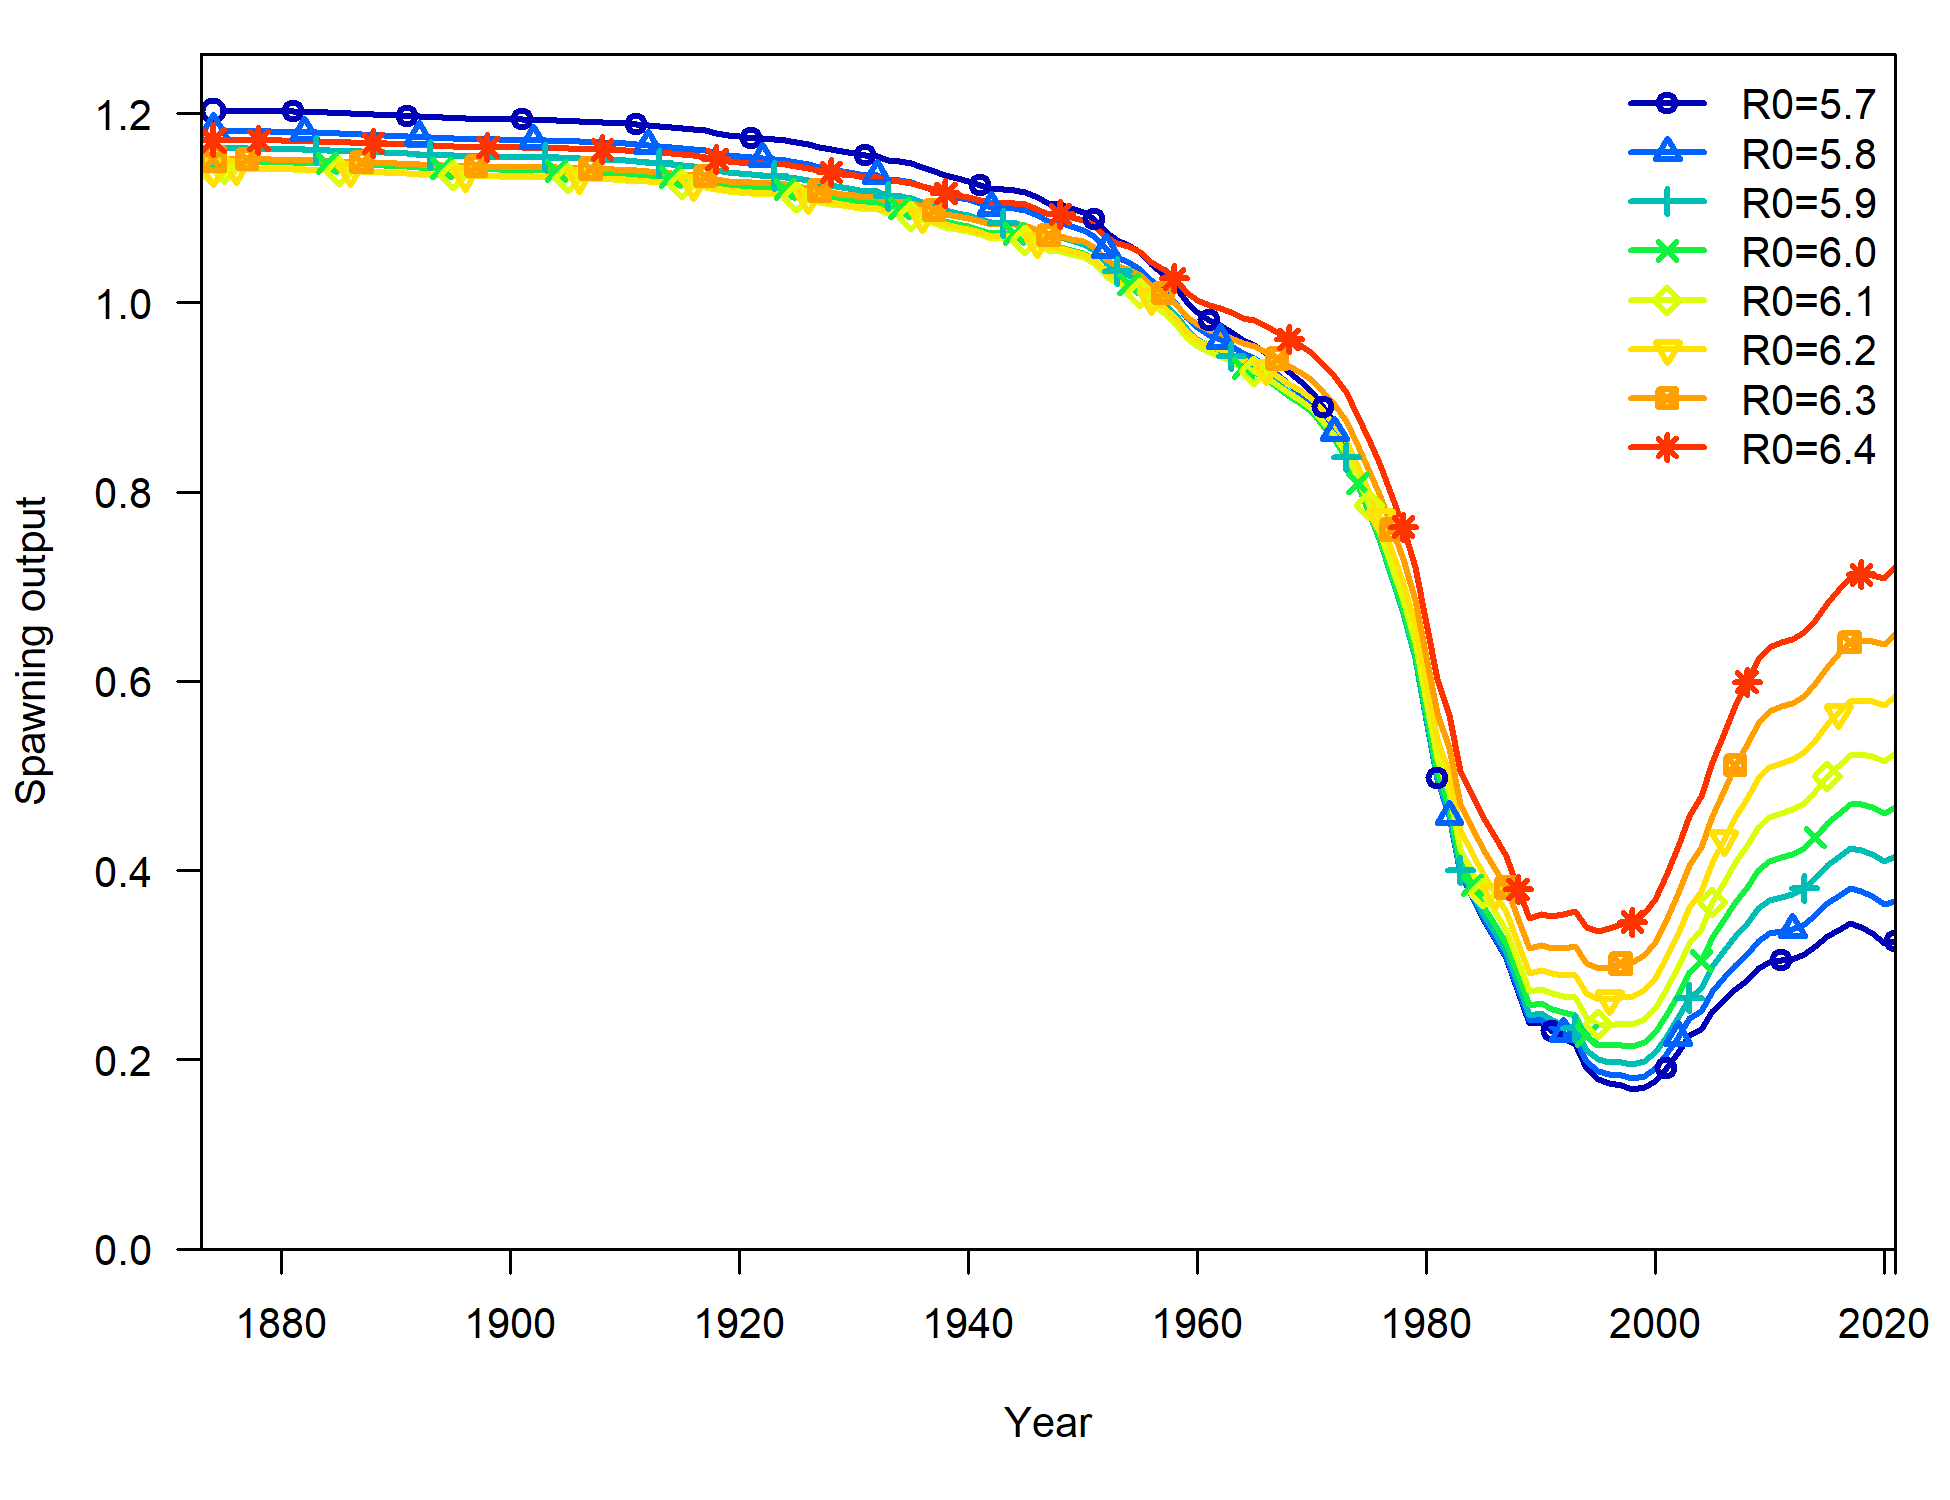 R0=5.7
R0=5.8
R0=5.9
R0=6.0
R0=6.1
R0=6.2
R0=6.3
R0=6.4
1.2
1.0
0.8
0.6
0.4
0.2
0.0
Spawning output
1880 1900 1920 1940 1960 1980 2000 2020
Year